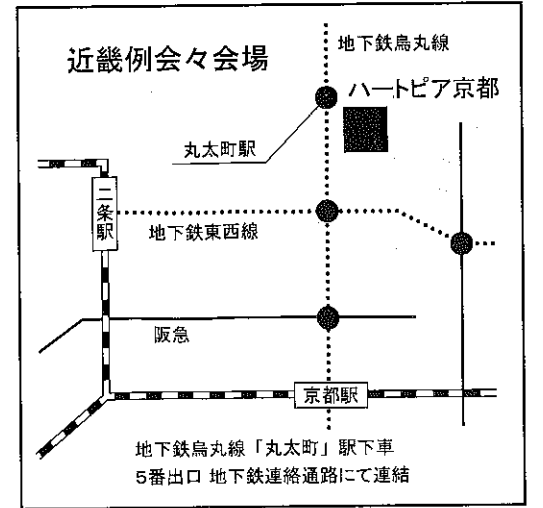 近畿例会々会場
地下鉄烏丸線
ハートピア京都
丸太町駅
二条駅
地下鉄東西線
阪急
京都駅
地下鉄烏丸線「丸太町」駅下車
5番出口 地下鉄連絡通路にて連結